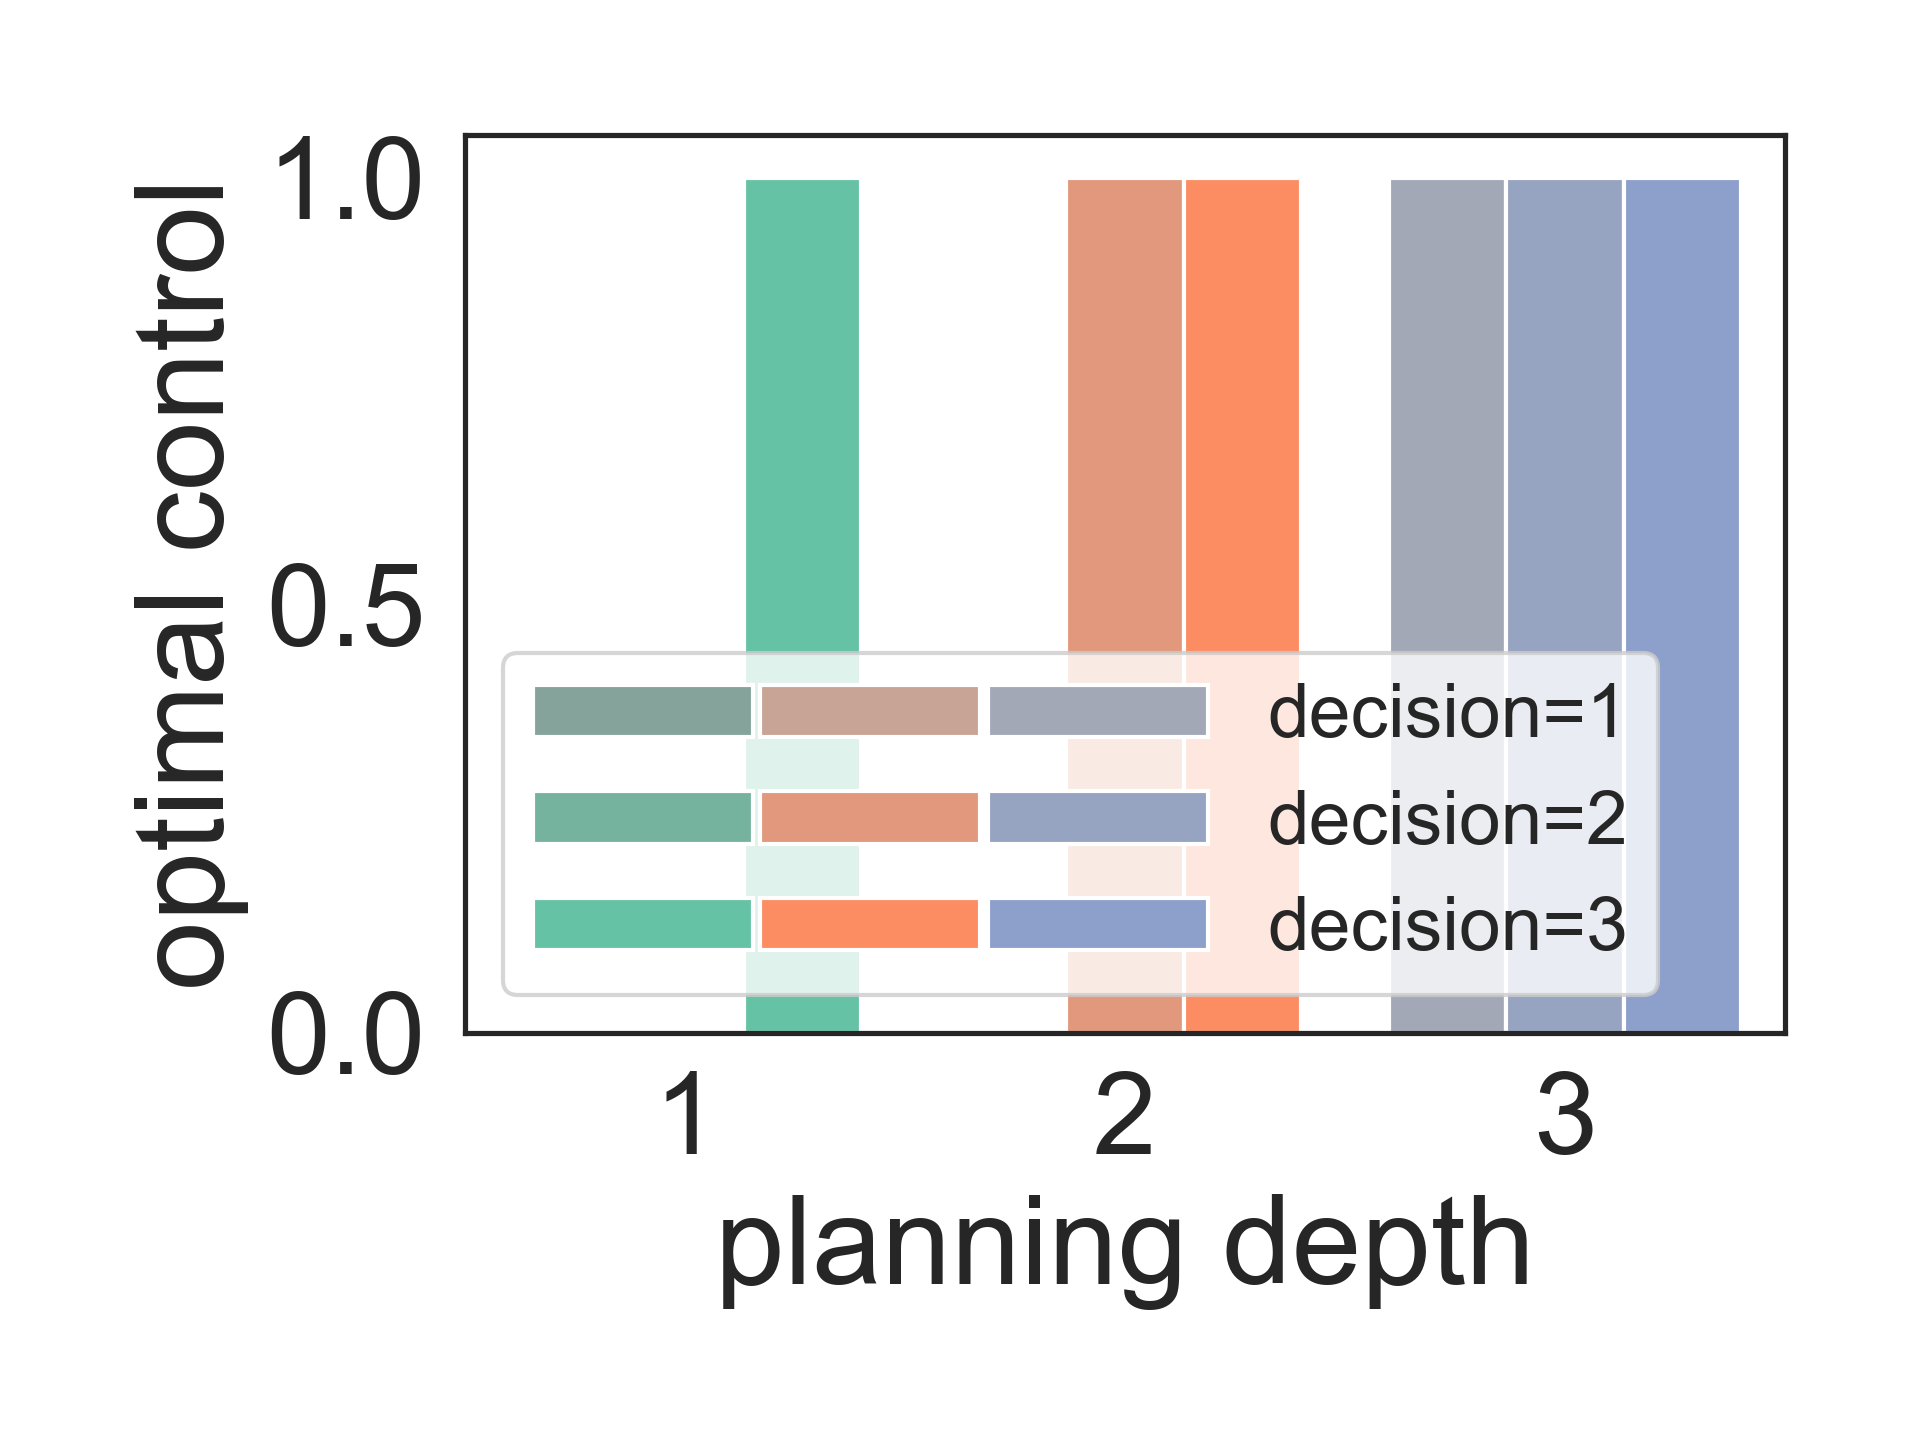 optimal control
1.0
0.5
0.0
decision=1
decision=2
decision=3
1 2 3
planning depth